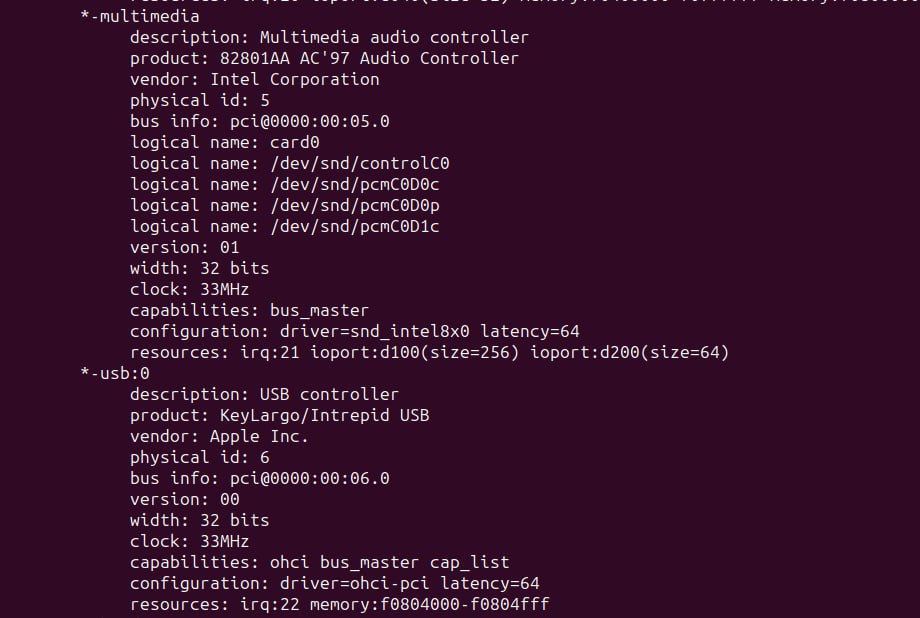 *-multimedia
description: Multimedia audio controller
product: 82801AA AC'97 Audio Controller
vendor: Intel Corporation
physical id: 5
bus info: pci@0000:00:05.0
logical name: card0
logical name: /dev/snd/controlC0
logical name: /dev/snd/pcmC0D0c
logical name: /dev/snd/pcmC0D0p
logical name: /dev/snd/pcmC0D1c
version: 01
width: 32 bits
clock: 33MHz
capabilities: bus_master
configuration: driver=snd_intel8x0 latency=64
resources: irq:21 ioport:d100(size=256) ioport:d200(size=64)
*-usb:0
description: USB controller
product: KeyLargo/Intrepid USB
vendor: Apple Inc.
physical id: 6
bus info: pci@0000:00:06.0
version: 00
width: 32 bits
clock: 33MHz
capabilities: ohci bus_master cap_list
configuration: driver=ohci-pci latency=64
resources: irq:22 memory:f0804000-f0804fff